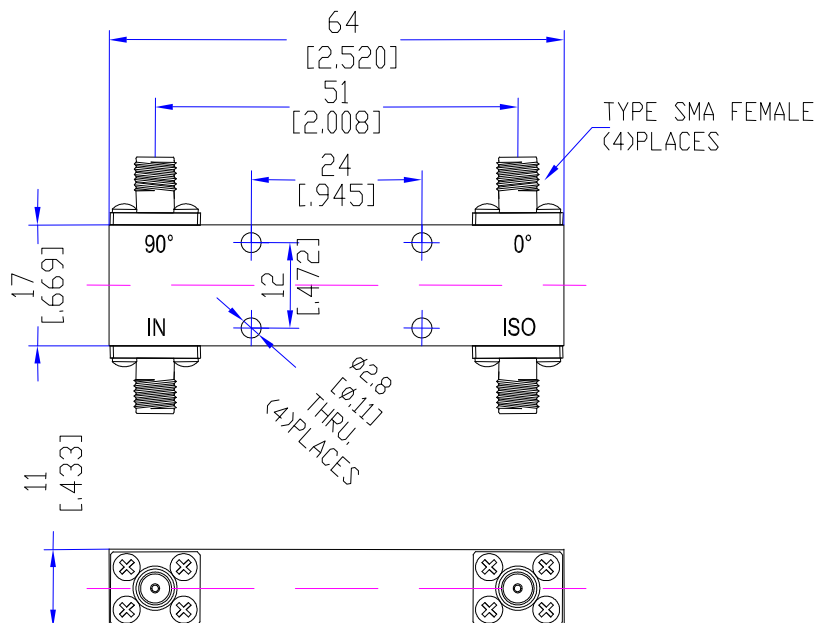 64
[2.520]
51
[2.008]
TYPE SMA FEMALE
(4)PLACES
24
[.945]
90°
0°
17
[.669]
12
[.472]
IN
ISO
Ø2.8
[Ø.11]
THRU,
(4)PLACES
11
[.433]